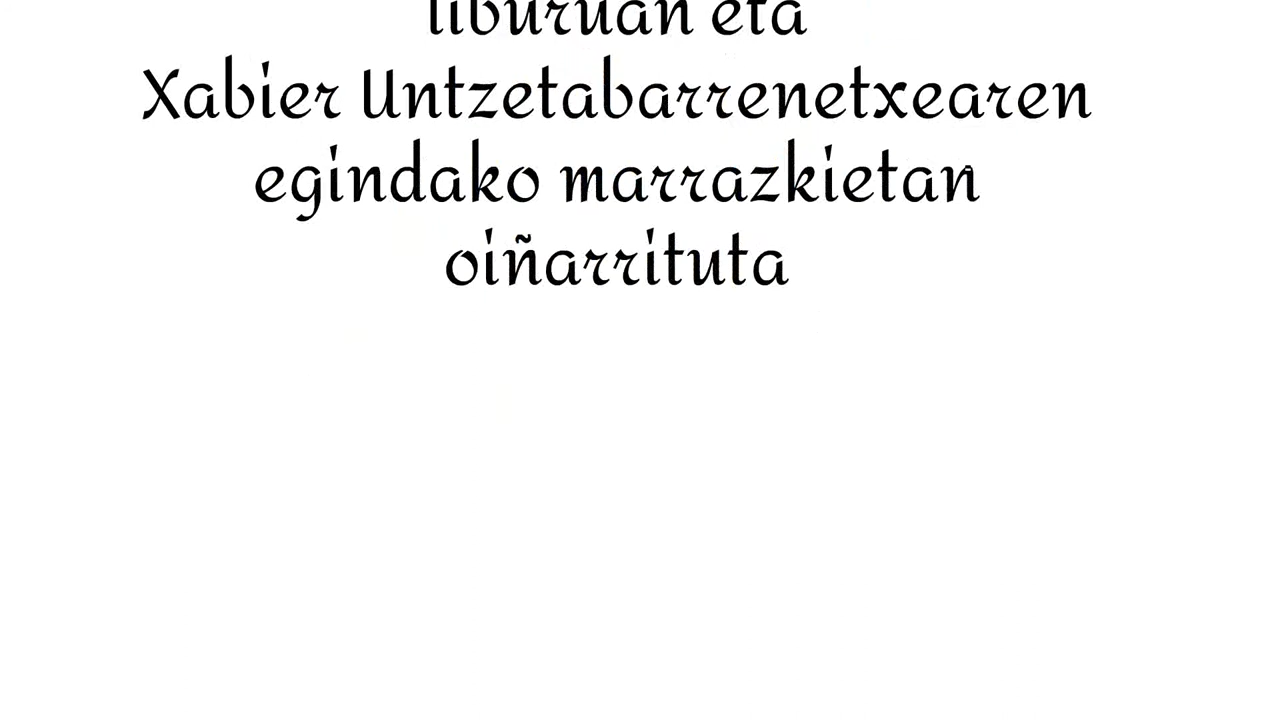 liburuan eta
Xabier Untzetabarrenetxearen
egindako marrazkietan
oiñarrituta